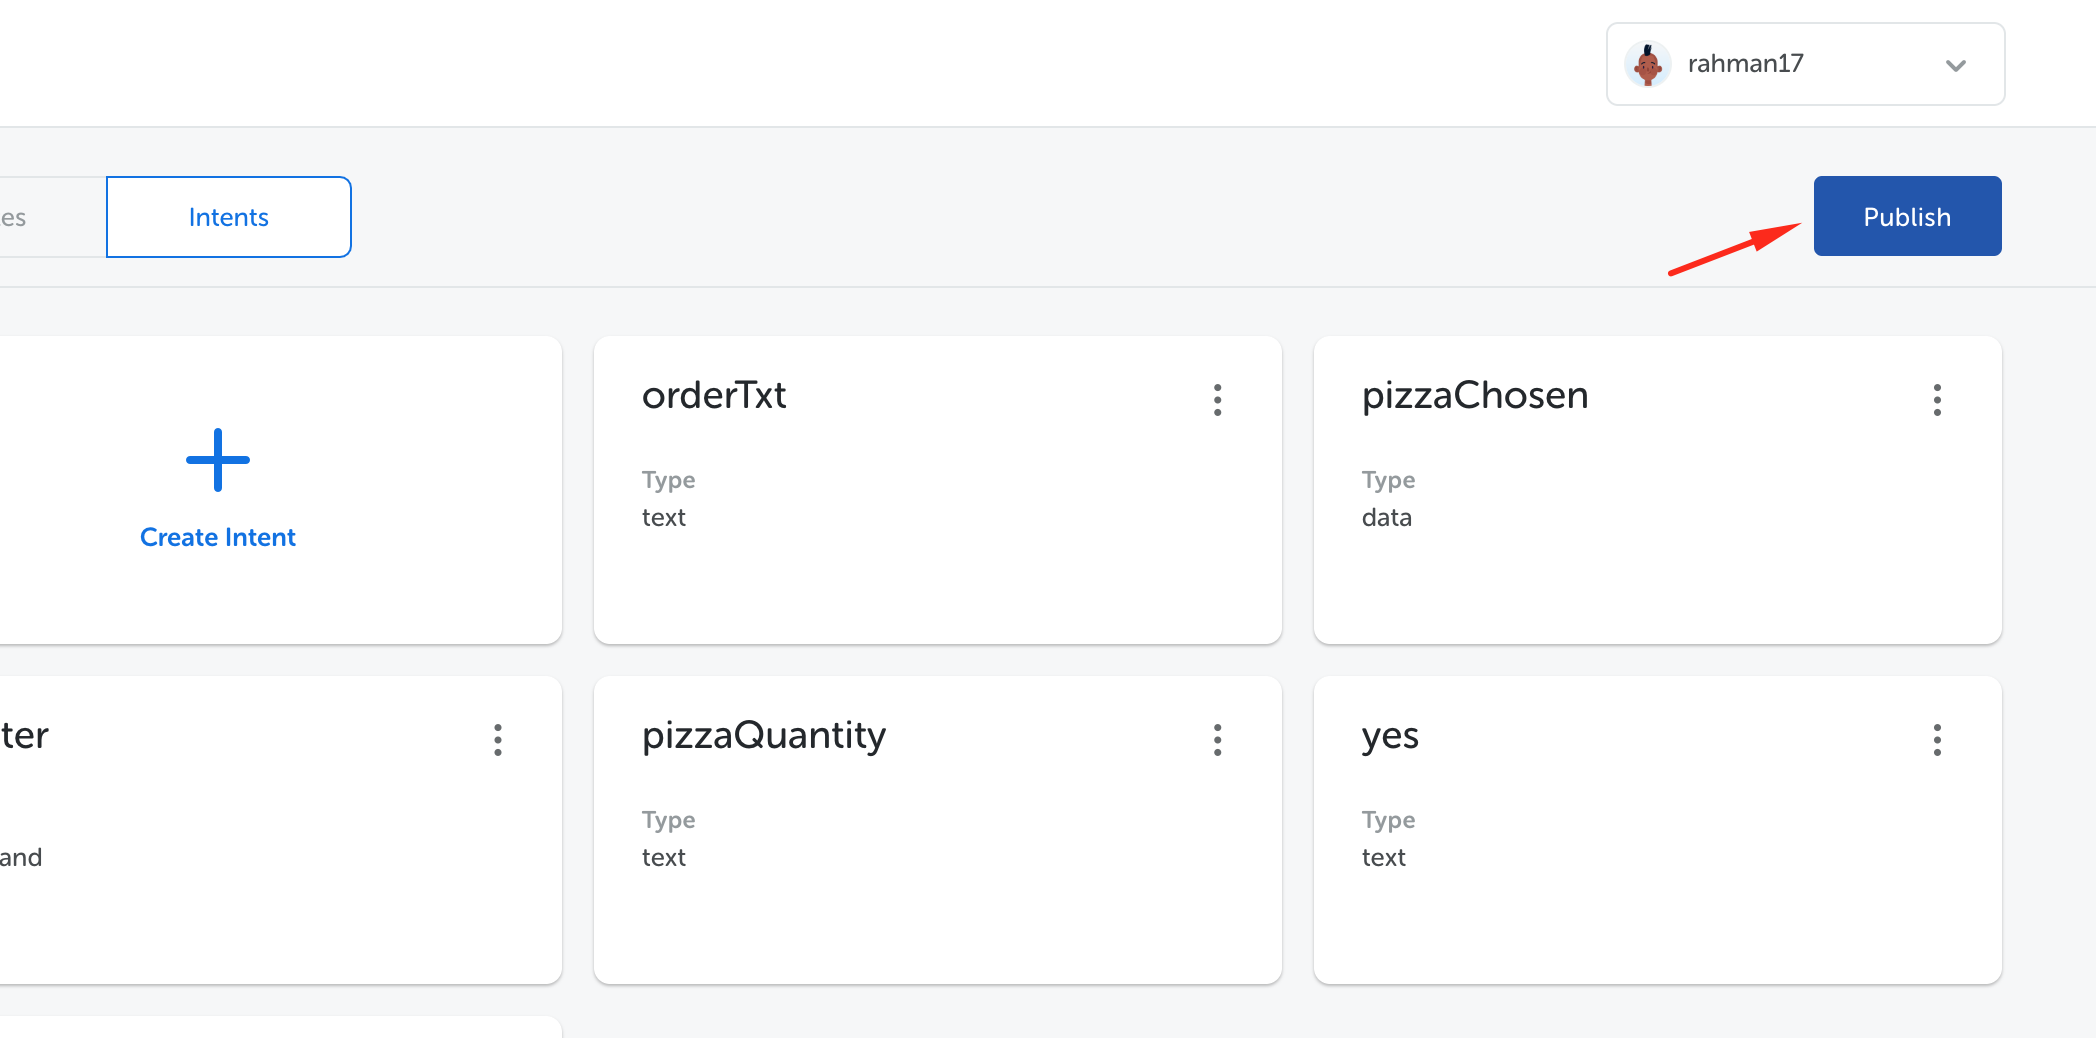 rahman17
es
Intents
Publish
Create Intent
orderTxt
Type
text
pizzaChosen
Type
data
ter
and
pizzaQuantity
Type
text
yes
Type
text